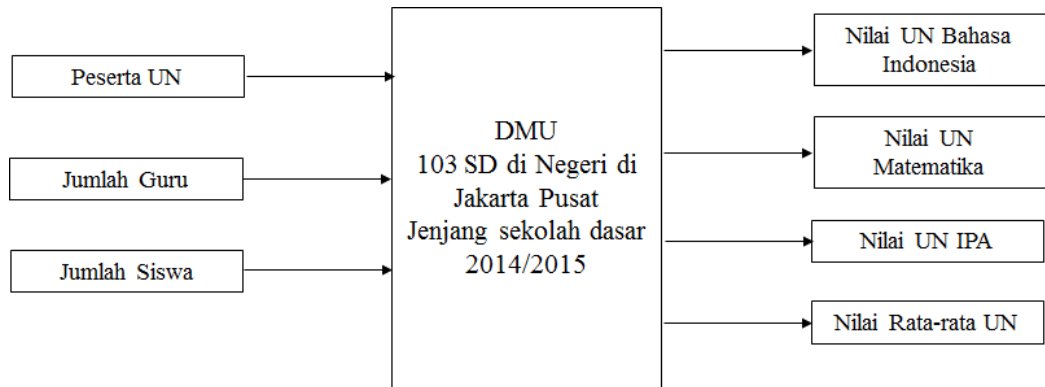 Peserta UN
Jumlah Guru
Jumlah Siswa
DMU
103 SD di Negeri di
Jakarta Pusat
Jenjang sekolah dasar
2014/2015
Nilai UN Bahasa
Indonesia
Nilai UN
Matematika
Nilai UN IPA
Nilai Rata-rata UN